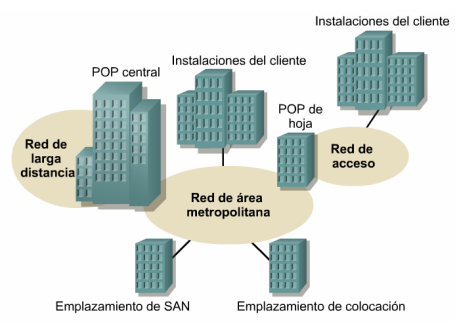 Instalaciones del cliente
Instalaciones del cliente
POP central
POP de
hoja
Red de
larga
distancia
Red de
acceso
Red de área
metropolitana
Emplazamiento de SAN
Emplazamiento de colocación